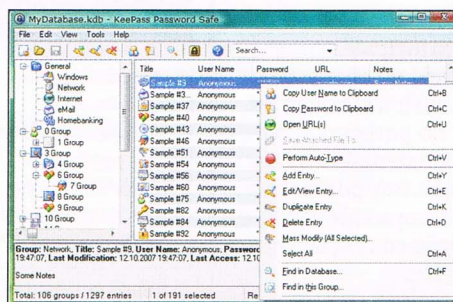 MyDatabase.kdb - KeePass Password Safe
File Edit View Tools Help
Search...
General
Windows
Network
Internet
eMail
Homebanking
0 Group
1 Group
3 Group
4 Group
6 Group
7 Group
8 Group
9 Group
10 Group
Title User Name Password URL Notes
Sample #9 Anonymous
Sample #3... Anonymous
Sample #37 Anonymous
Sample #40 Anonymous
Sample #43 Anonymous
Sample #46 Anonymous
Sample #51 Anonymous
Sample #54 Anonymous
Sample #56 Anonymous
Sample #60 Anonymous
Sample #75 Anonymous
Sample #82 Anonymous
Sample #84 Anonymous
Sample #92 Anonymous
Copy User Name to Clipboard Ctrl+B
Copy Password to Clipboard Ctrl+C
Open URL(s) Ctrl+U
Save Attached File To...
Perform Auto-Type Ctrl+V
Add Entry... Ctrl+Y
Edit/View Entry... Ctrl+E
Duplicate Entry Ctrl+K
Delete Entry Ctrl+D
Mass Modify (All Selected)...
Select All Ctrl+A
Find in Database... Ctrl+F
Find in this Group...
Group: Network, Title: Sample #9, User Name: Anonymous, Passwor
19:47:07, Last Modification: 12.10.2007 19:47:07, Last Access: 12.10
Some Notes
Total: 106 groups / 1297 entries 1 of 191 selected Re